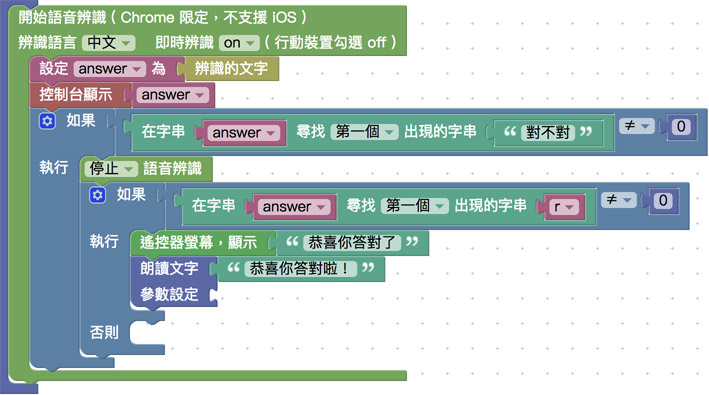 開始語音辨識 ( Chrome 限定，不支援 iOS )
辨識語言 中文 即時辨識 on ( 行動裝置勾選 off )
設定 answer 為 辨識的文字
控制台顯示 answer
如果 在字串 answer 尋找 第一個 出現的字串 “ 對不對 ” ≠ 0
執行 停止 語音辨識
如果 在字串 answer 尋找 第一個 出現的字串 r ≠ 0
執行 遙控器螢幕，顯示 “ 恭喜你答對了 ”
朗讀文字 “ 恭喜你答對啦！ ”
參數設定
否則